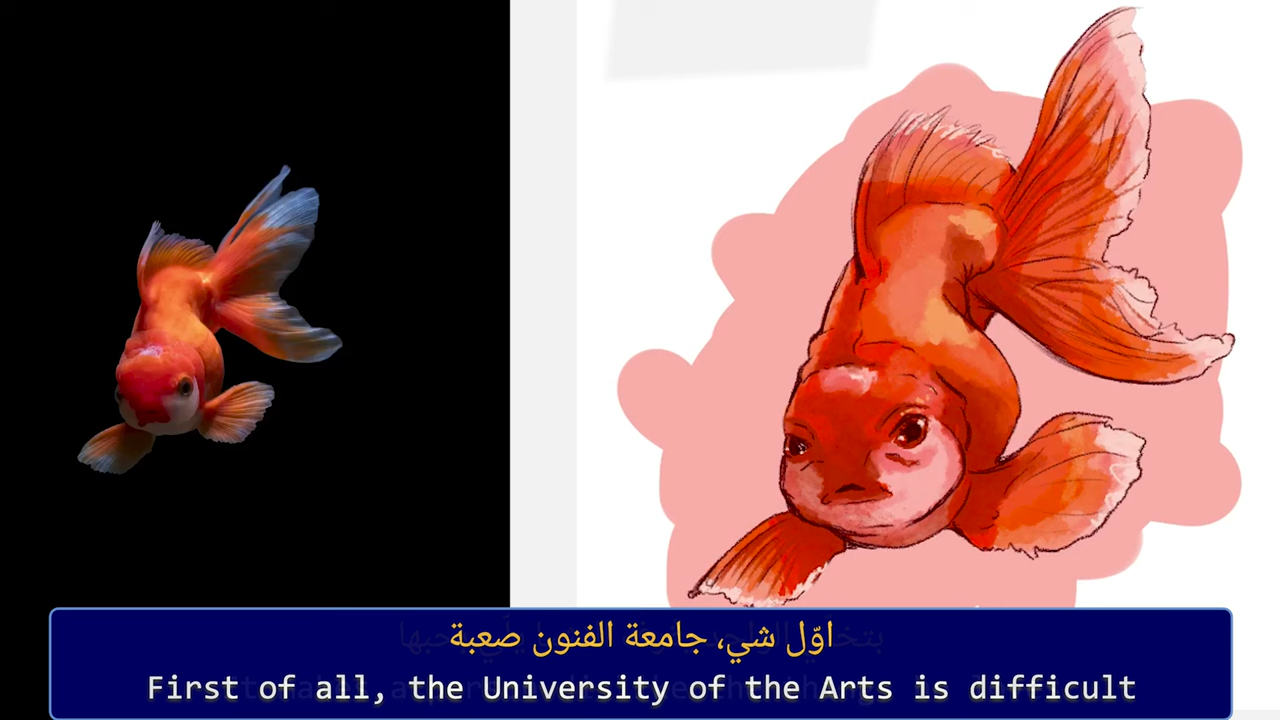 اوّل شي، جامعة الفنون صعبة
First of all, the University of the Arts is difficult